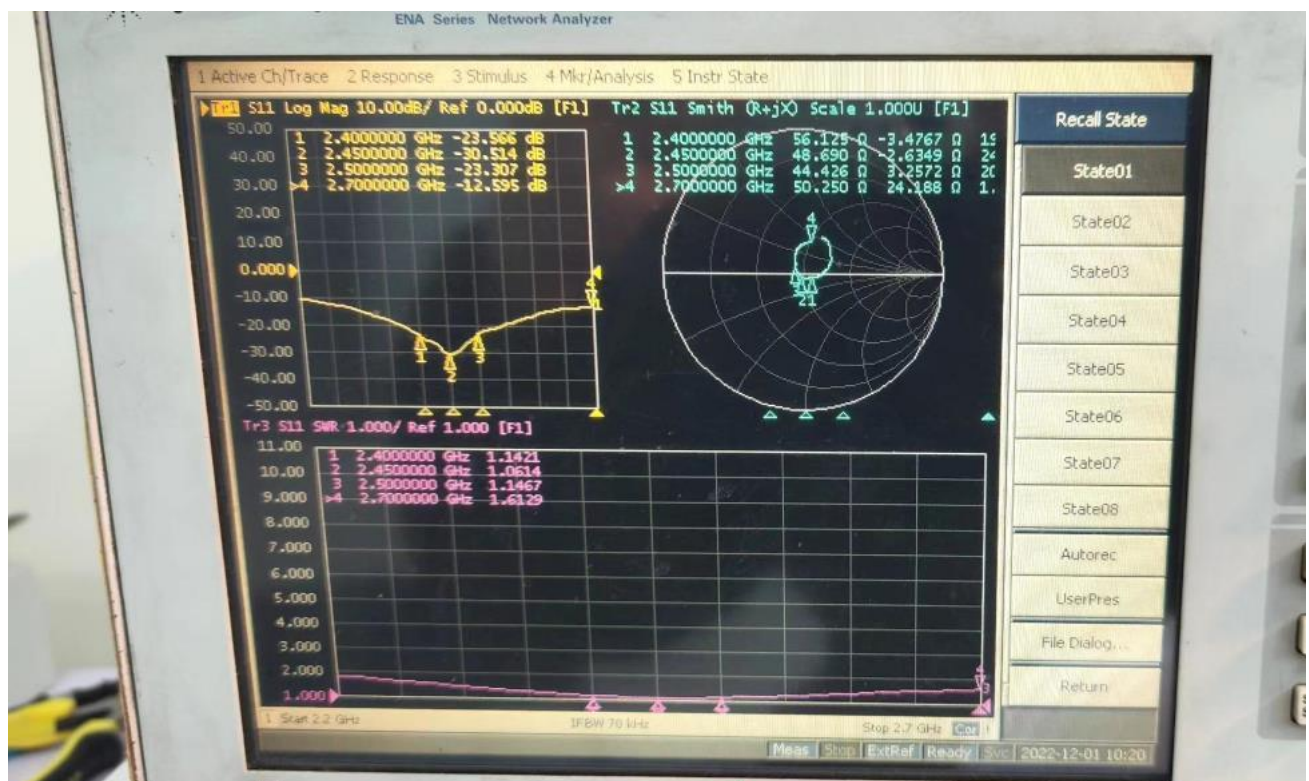 ENA Series Network Analyzer
1 Active Ch/Trace 2 Response 3 Stimulus 4 Mkr/Analysis 5 Instr State
Tr1 S11 Log Mag 10.00dB/ Ref 0.000dB [F1]
50.00
40.00
30.00
20.00
10.00
0.000
-10.00
-20.00
-30.00
-40.00
-50.00
1 2.4000000 GHz -23.566 dB
2 2.4500000 GHz -30.514 dB
3 2.5000000 GHz -23.307 dB
>4 2.7000000 GHz -12.595 dB
1
2
3
4
Tr2 S11 Smith (R+jX) Scale 1.000U [F1]
1 2.4000000 GHz 56.125 Ω -3.4767 Ω 19
2 2.4500000 GHz 48.690 Ω -2.6349 Ω 24
3 2.5000000 GHz 44.426 Ω 3.2572 Ω 20
>4 2.7000000 GHz 50.250 Ω 24.188 Ω 1.
4
21
Tr3 S11 SWR 1.000/ Ref 1.000 [F1]
11.00
10.00
9.000
8.000
7.000
6.000
5.000
4.000
3.000
2.000
1.000
1 2.4000000 GHz 1.1421
2 2.4500000 GHz 1.0614
3 2.5000000 GHz 1.1467
>4 2.7000000 GHz 1.6129
1 Start 2.2 GHz
IFBW 70 kHz
Stop 2.7 GHz Cor !
Meas Stop ExtRef Ready Svc 2022-12-01 10:20
Recall State
State01
State02
State03
State04
State05
State06
State07
State08
Autorec
UserPres
File Dialog...
Return